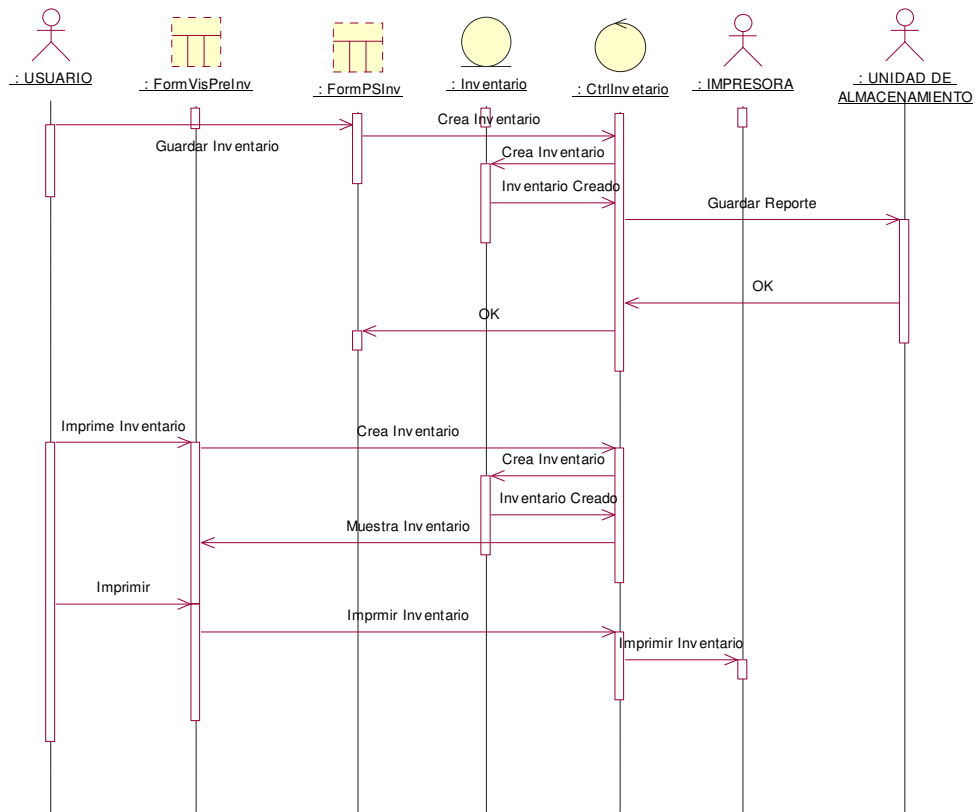 : USUARIO
: FormVisPreInv
: FormPSInv
: Inventario
: CtrlInvetario
: IMPRESORA
: UNIDAD DE
ALMACENAMIENTO
Crea Inventario
Guardar Inventario
Crea Inventario
Inventario Creado
Guardar Reporte
OK
OK
Imprime Inventario
Crea Inventario
Crea Inventario
Inventario Creado
Muestra Inventario
Imprimir
Imprmir Inventario
Imprimir Inventario